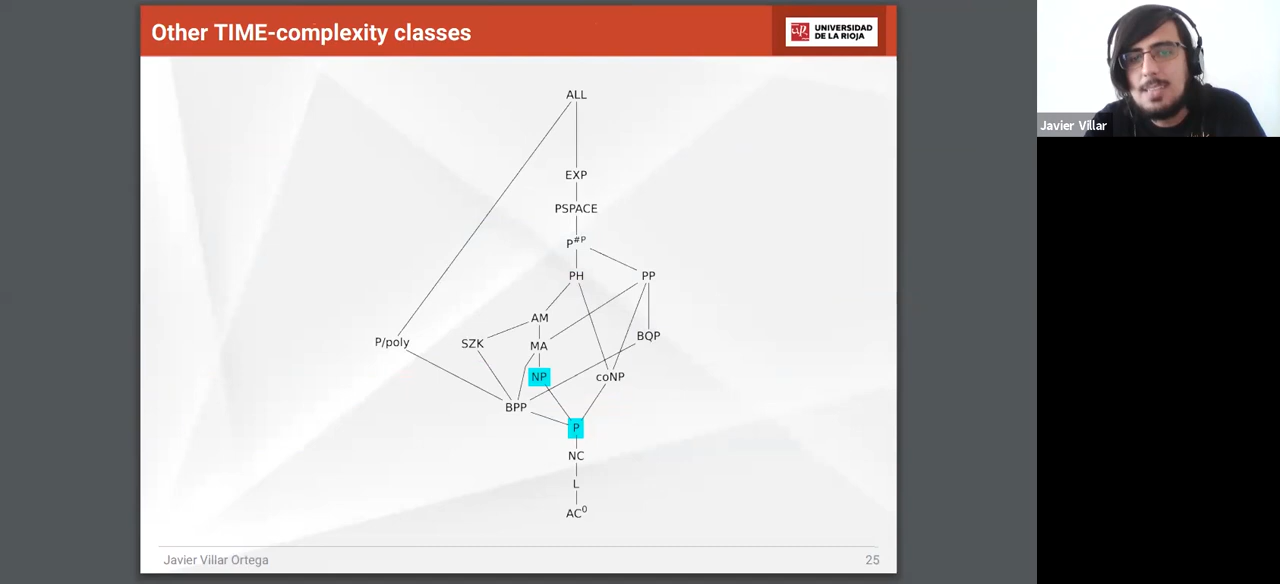 Other TIME-complexity classes
UNIVERSIDAD
DE LA RIOJA
Javier Villar
ALL
EXP
PSPACE
P^#P
PH
PP
AM
P/poly
SZK
MA
BQP
NP
coNP
BPP
P
NC
L
AC⁰
Javier Villar Ortega
25